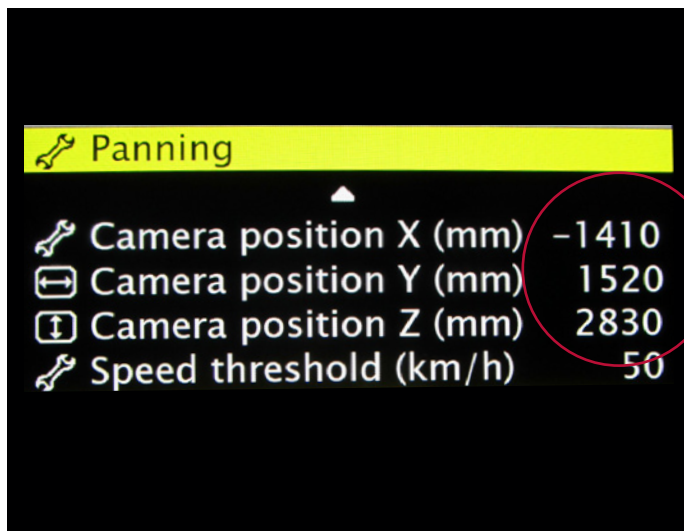 Panning
Camera position X (mm) -1410
Camera position Y (mm) 1520
Camera position Z (mm) 2830
Speed threshold (km/h) 50